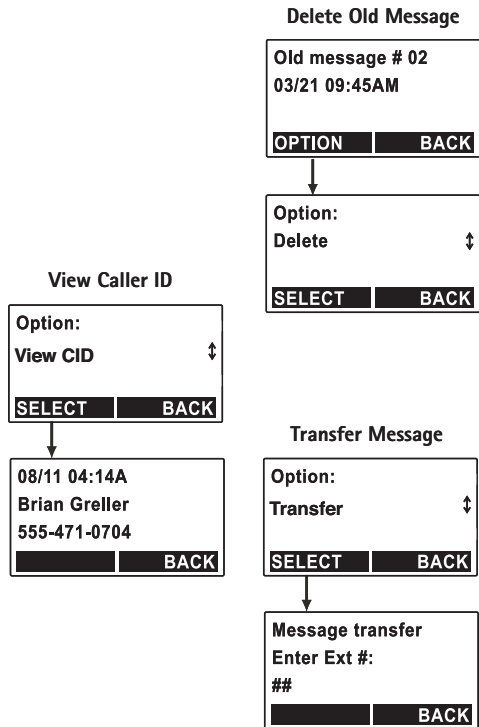 Delete Old Message
Old message # 02
03/21 09:45AM
OPTION BACK
Option:
Delete
SELECT BACK
View Caller ID
Option:
View CID
SELECT BACK
08/11 04:14A
Brian Greller
555-471-0704
BACK
Transfer Message
Option:
Transfer
SELECT BACK
Message transfer
Enter Ext #:
##
BACK